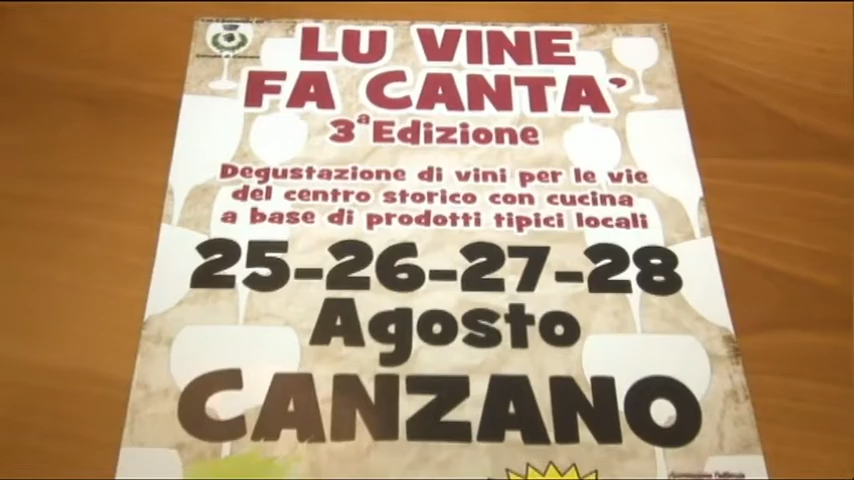 LU VINE
FA CANTA'
3ª Edizione
Degustazione di vini per le vie
del centro storico con cucina
a base di prodotti tipici locali
25-26-27-28
Agosto
CANZANO